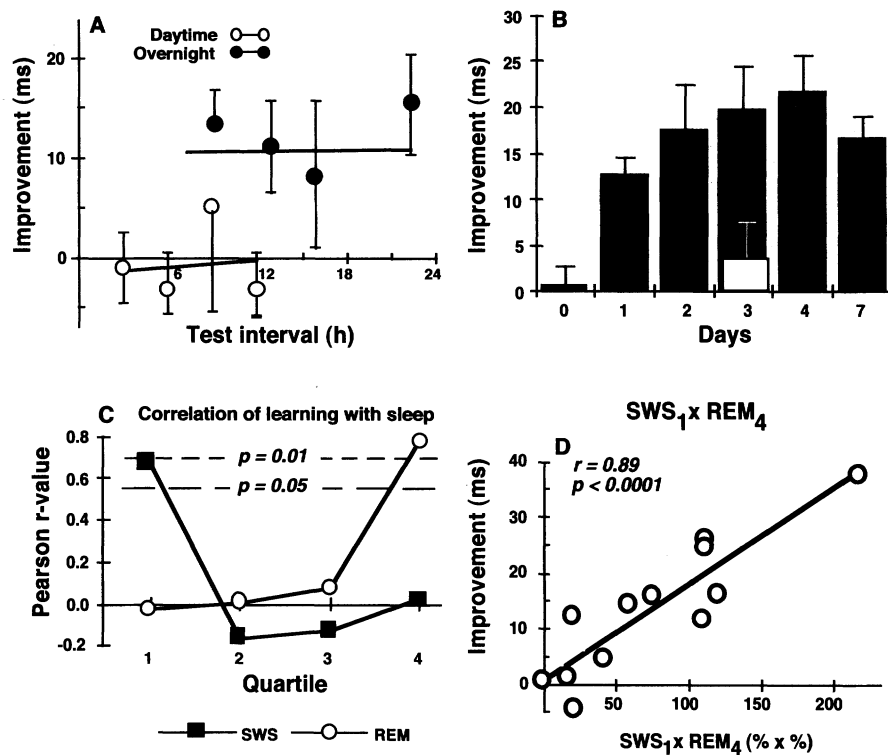 A
Daytime
Overnight
Improvement (ms)
20
10
0
6
12
18
24
Test interval (h)
B
Improvement (ms)
30
25
20
15
10
5
0
0 1 2 3 4 7
Days
C Correlation of learning with sleep
Pearson r-value
0.8
0.6
0.4
0.2
0.0
-0.2
p = 0.01
p = 0.05
1 2 3 4
Quartile
SWS REM
SWS1x REM4
D
r = 0.89
p < 0.0001
Improvement (ms)
40
30
20
10
0
50 100 150 200
SWS1x REM4 (% x %)